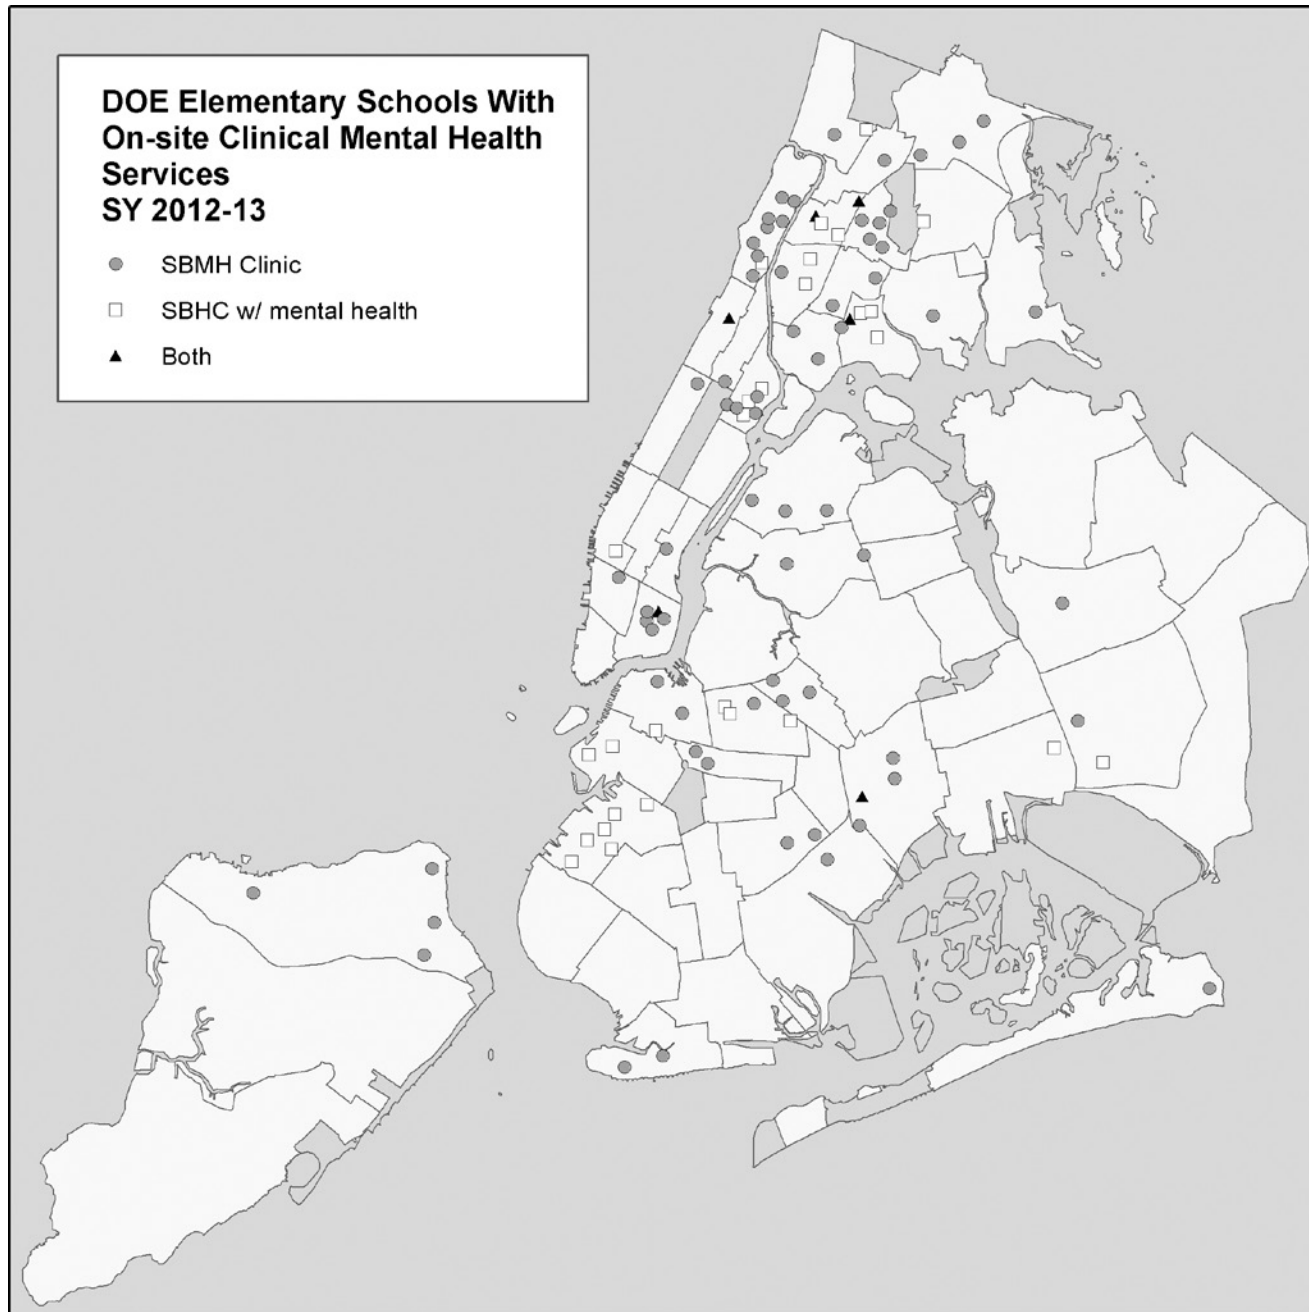 DOE Elementary Schools With
On-site Clinical Mental Health
Services
SY 2012-13
SBMH Clinic
SBHC w/ mental health
Both